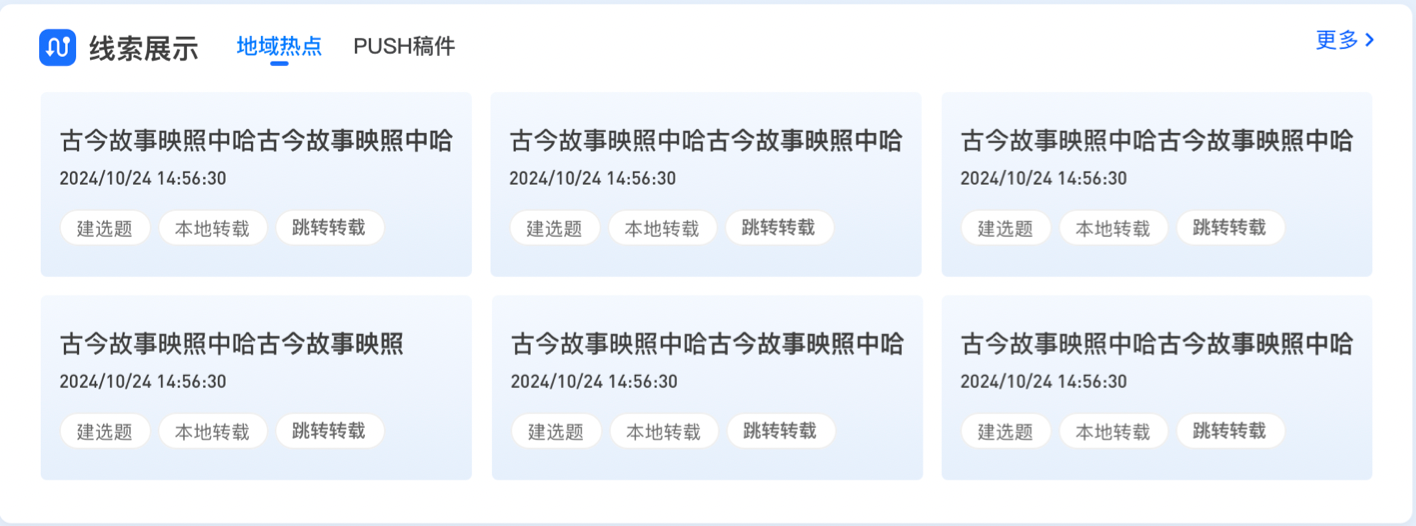 线索展示 地域热点 PUSH稿件 更多
古今故事映照中哈古今故事映照中哈 古今故事映照中哈古今故事映照中哈 古今故事映照中哈古今故事映照中哈
2024/10/24 14:56:30 2024/10/24 14:56:30 2024/10/24 14:56:30
建选题 本地转载 跳转转载 建选题 本地转载 跳转转载 建选题 本地转载 跳转转载
古今故事映照中哈古今故事映照 古今故事映照中哈古今故事映照中哈 古今故事映照中哈古今故事映照中哈
2024/10/24 14:56:30 2024/10/24 14:56:30 2024/10/24 14:56:30
建选题 本地转载 跳转转载 建选题 本地转载 跳转转载 建选题 本地转载 跳转转载